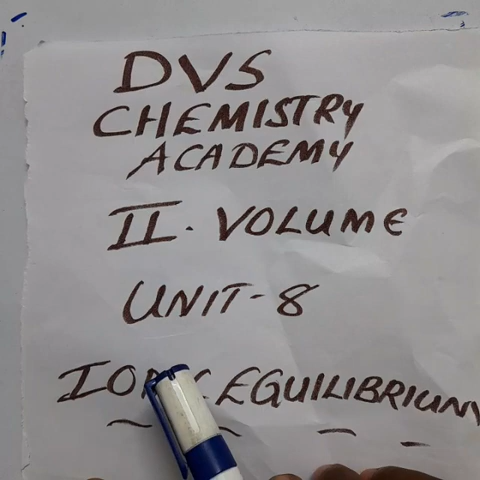 DVS
CHEMISTRY
ACADEMY
II. VOLUME
UNIT-8
EQUILIBRIUM